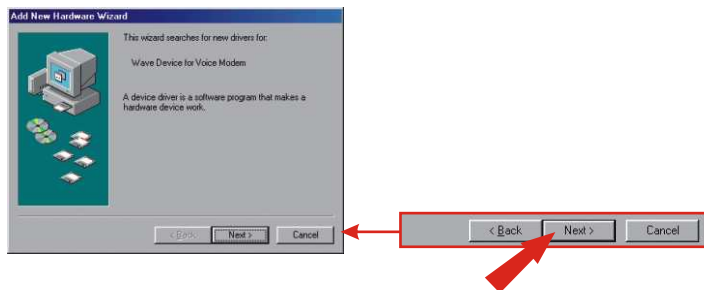 Add New Hardware Wizard
This wizard searches for new drivers for:
Wave Device for Voice Modem
A device driver is a software program that makes a
hardware device work.
< Back Next > Cancel
< Back Next > Cancel